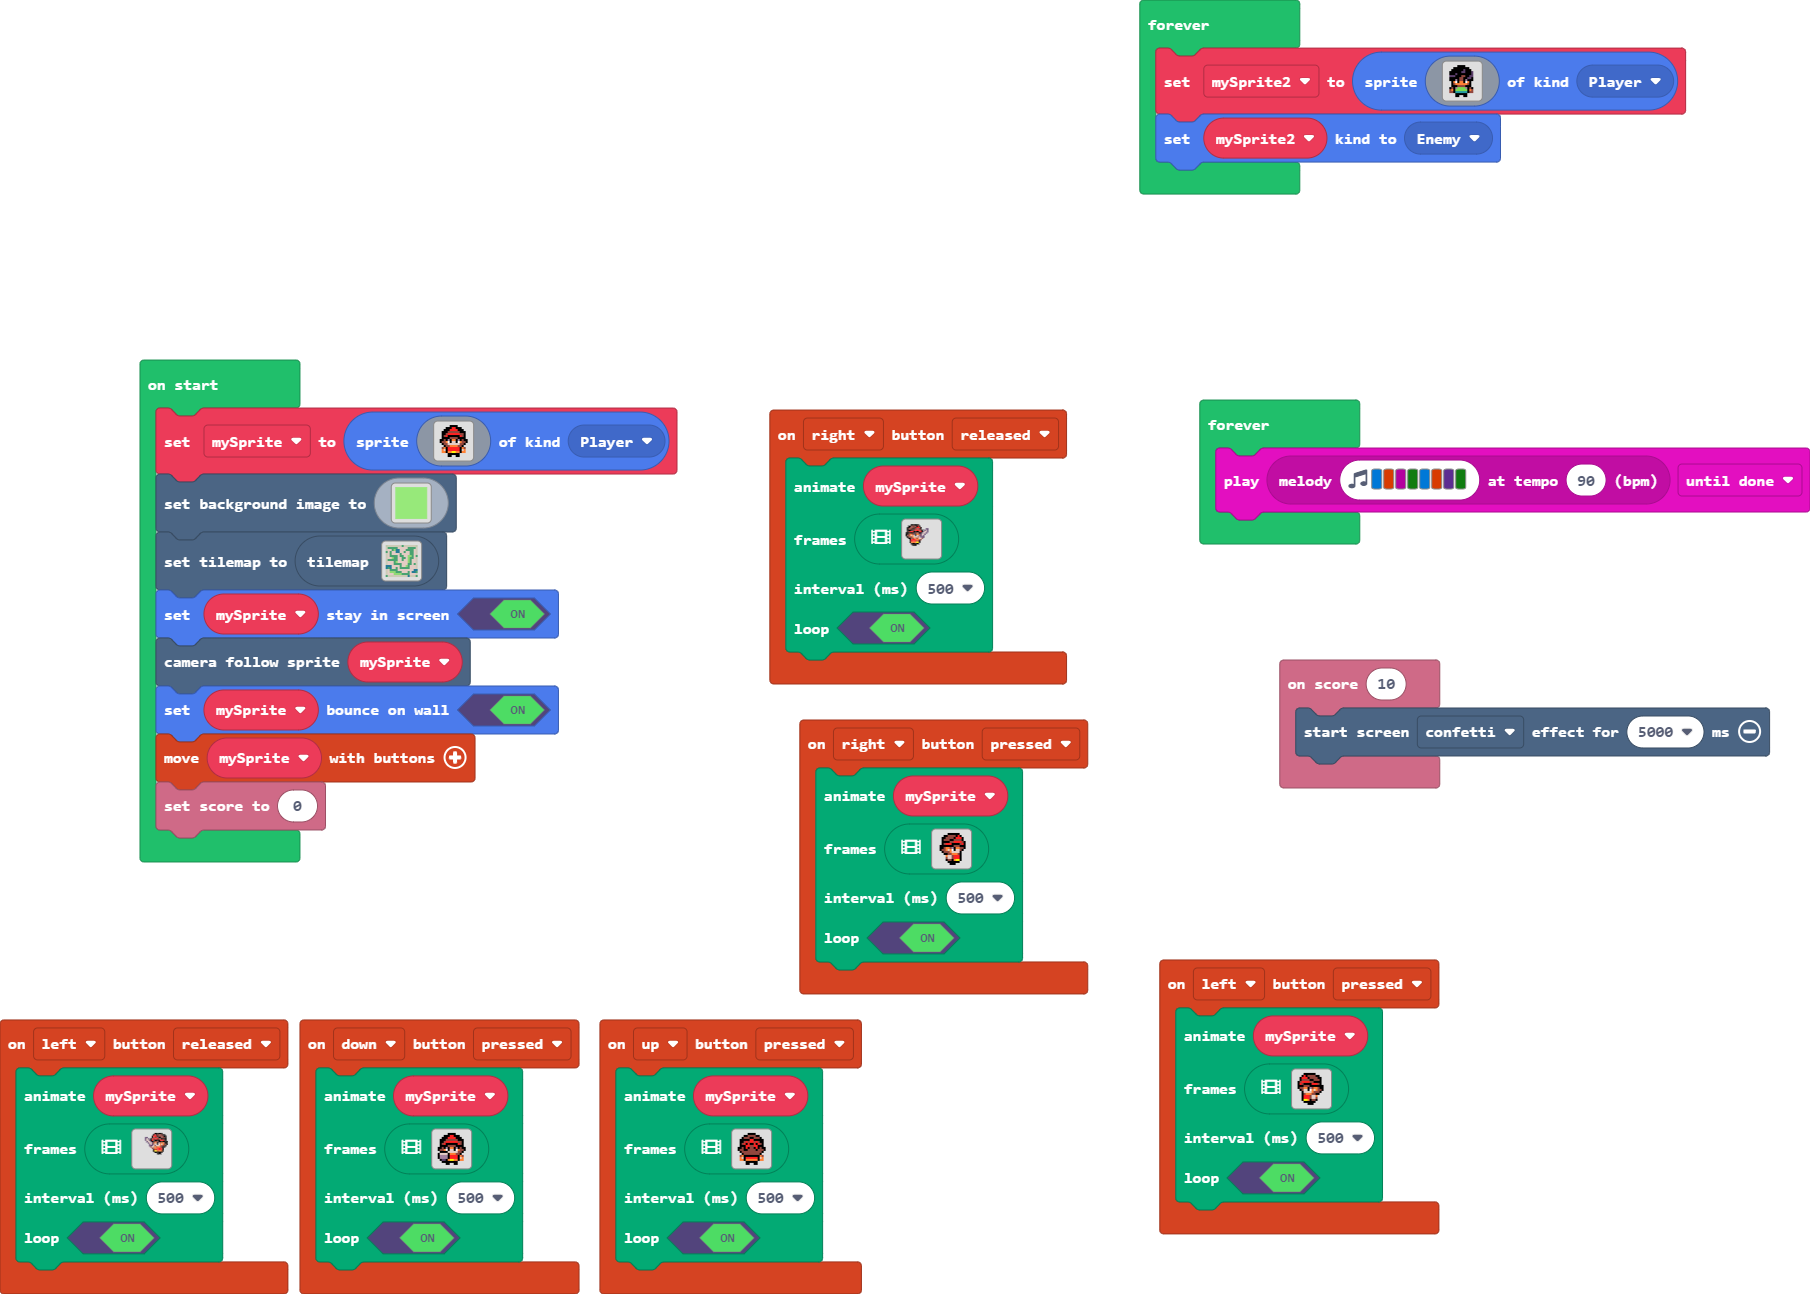 forever
set mySprite2 to sprite of kind Player
set mySprite2 kind to Enemy
on start
set mySprite to sprite of kind Player
set background image to
set tilemap to tilemap
set mySprite stay in screen ON
camera follow sprite mySprite
set mySprite bounce on wall ON
move mySprite with buttons
set score to 0
on right button released
animate mySprite
frames
interval (ms) 500
loop ON
forever
play melody at tempo 90 (bpm) until done
on right button pressed
animate mySprite
frames
interval (ms) 500
loop ON
on score 10
start screen confetti effect for 5000 ms
on left button released
animate mySprite
frames
interval (ms) 500
loop ON
on down button pressed
animate mySprite
frames
interval (ms) 500
loop ON
on up button pressed
animate mySprite
frames
interval (ms) 500
loop ON
on left button pressed
animate mySprite
frames
interval (ms) 500
loop ON